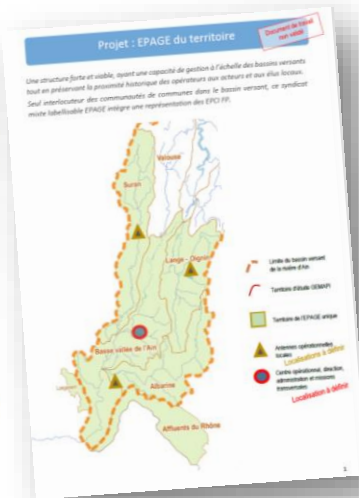 Projet : EPAGE du territoire
Document de travail
non validé
Une structure forte et viable, ayant une capacité de gestion à l'échelle des bassins versants
tout en préservant la proximité historique des opérateurs aux acteurs et aux élus locaux.
Seul interlocuteur des communautés de communes dans le bassin versant, ce syndicat
mixte labellisable EPAGE intègre une représentation des EPCI FP.
Valouse
Suran
Lange - Oignin
Basse vallée de l'Ain
Albarine
Affluents du Rhône
Limite du bassin versant
de la rivière d'Ain
Territoire d'étude GEMAPI
Territoire de l'EPAGE unique
Antennes opérationnelles
locales
Localisations à définir
Centre opérationnel, direction,
administration et missions
transversales
Localisation à définir